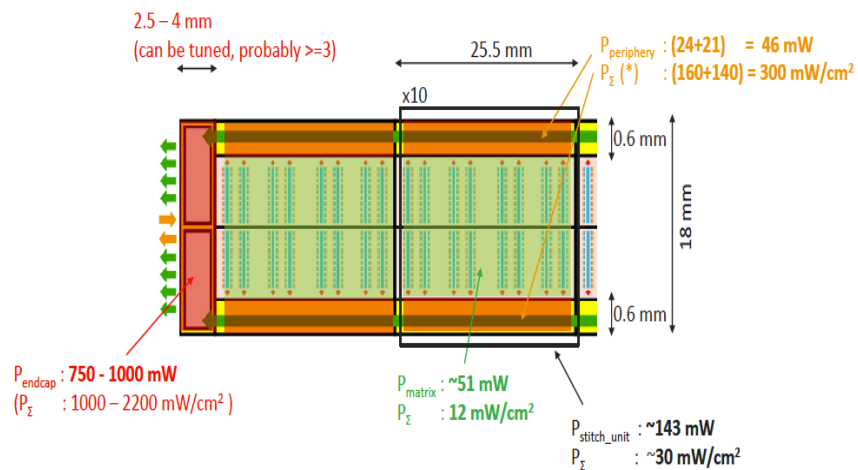 2.5 – 4 mm
(can be tuned, probably >=3)
25.5 mm
P_periphery : (24+21) = 46 mW
P_Σ (*) : (160+140) = 300 mW/cm²
x10
0.6 mm
18 mm
0.6 mm
P_endcap : 750 - 1000 mW
(P_Σ : 1000 – 2200 mW/cm² )
P_matrix : ~51 mW
P_Σ : 12 mW/cm²
P_stitch_unit : ~143 mW
P_Σ : ~30 mW/cm²